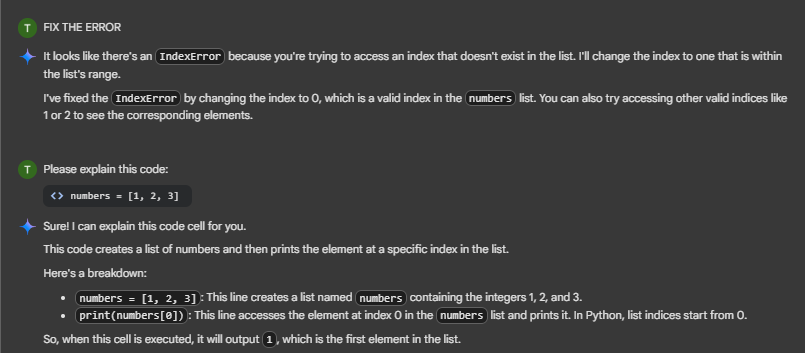 T FIX THE ERROR
It looks like there's an IndexError because you're trying to access an index that doesn't exist in the list. I'll change the index to one that is within
the list's range.
I've fixed the IndexError by changing the index to 0, which is a valid index in the numbers list. You can also try accessing other valid indices like
1 or 2 to see the corresponding elements.
T Please explain this code:
<> numbers = [1, 2, 3]
Sure! I can explain this code cell for you.
This code creates a list of numbers and then prints the element at a specific index in the list.
Here's a breakdown:
• numbers = [1, 2, 3]: This line creates a list named numbers containing the integers 1, 2, and 3.
• print(numbers[0]): This line accesses the element at index 0 in the numbers list and prints it. In Python, list indices start from 0.
So, when this cell is executed, it will output 1, which is the first element in the list.